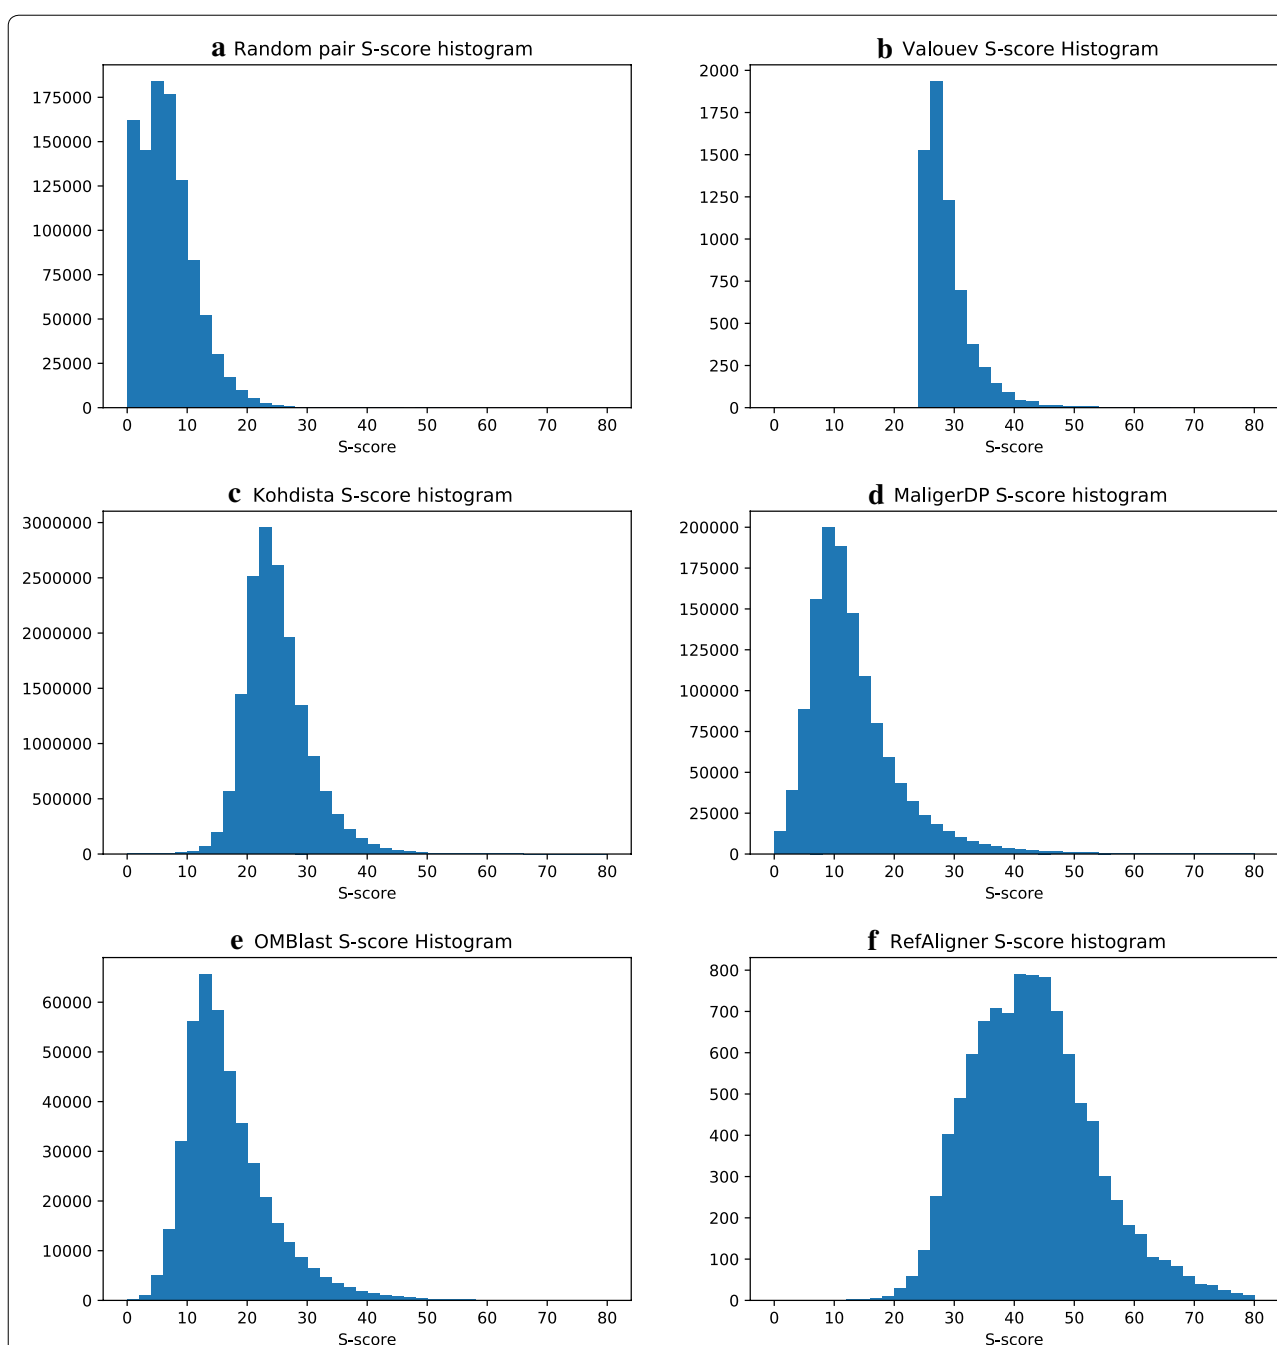 a Random pair S-score histogram
175000
150000
125000
100000
75000
50000
25000
0
0 10 20 30 40 50 60 70 80
S-score
b Valouev S-score Histogram
2000
1750
1500
1250
1000
750
500
250
0
0 10 20 30 40 50 60 70 80
S-score
c Kohdista S-score histogram
3000000
2500000
2000000
1500000
1000000
500000
0
0 10 20 30 40 50 60 70 80
S-score
d MaligerDP S-score histogram
200000
175000
150000
125000
100000
75000
50000
25000
0
0 10 20 30 40 50 60 70 80
S-score
e OMBlast S-score Histogram
60000
50000
40000
30000
20000
10000
0
0 10 20 30 40 50 60 70 80
S-score
f RefAligner S-score histogram
800
700
600
500
400
300
200
100
0
0 10 20 30 40 50 60 70 80
S-score